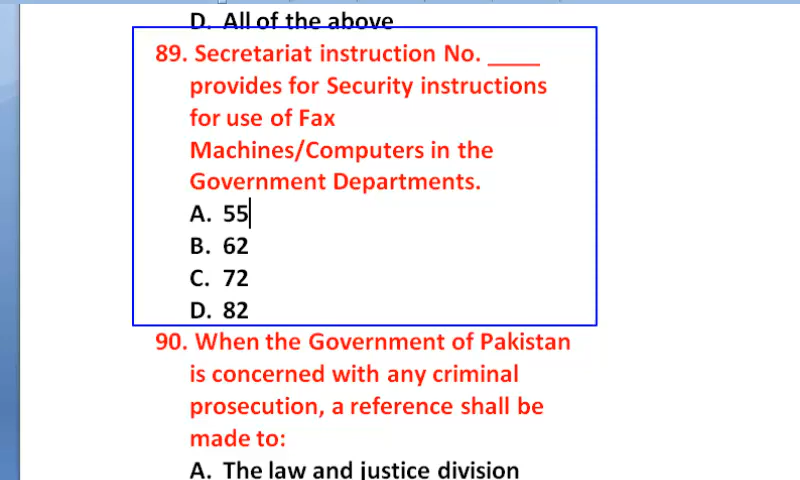 D. All of the above
89. Secretariat instruction No. ____
provides for Security instructions
for use of Fax
Machines/Computers in the
Government Departments.
A. 55
B. 62
C. 72
D. 82
90. When the Government of Pakistan
is concerned with any criminal
prosecution, a reference shall be
made to:
A. The law and justice division